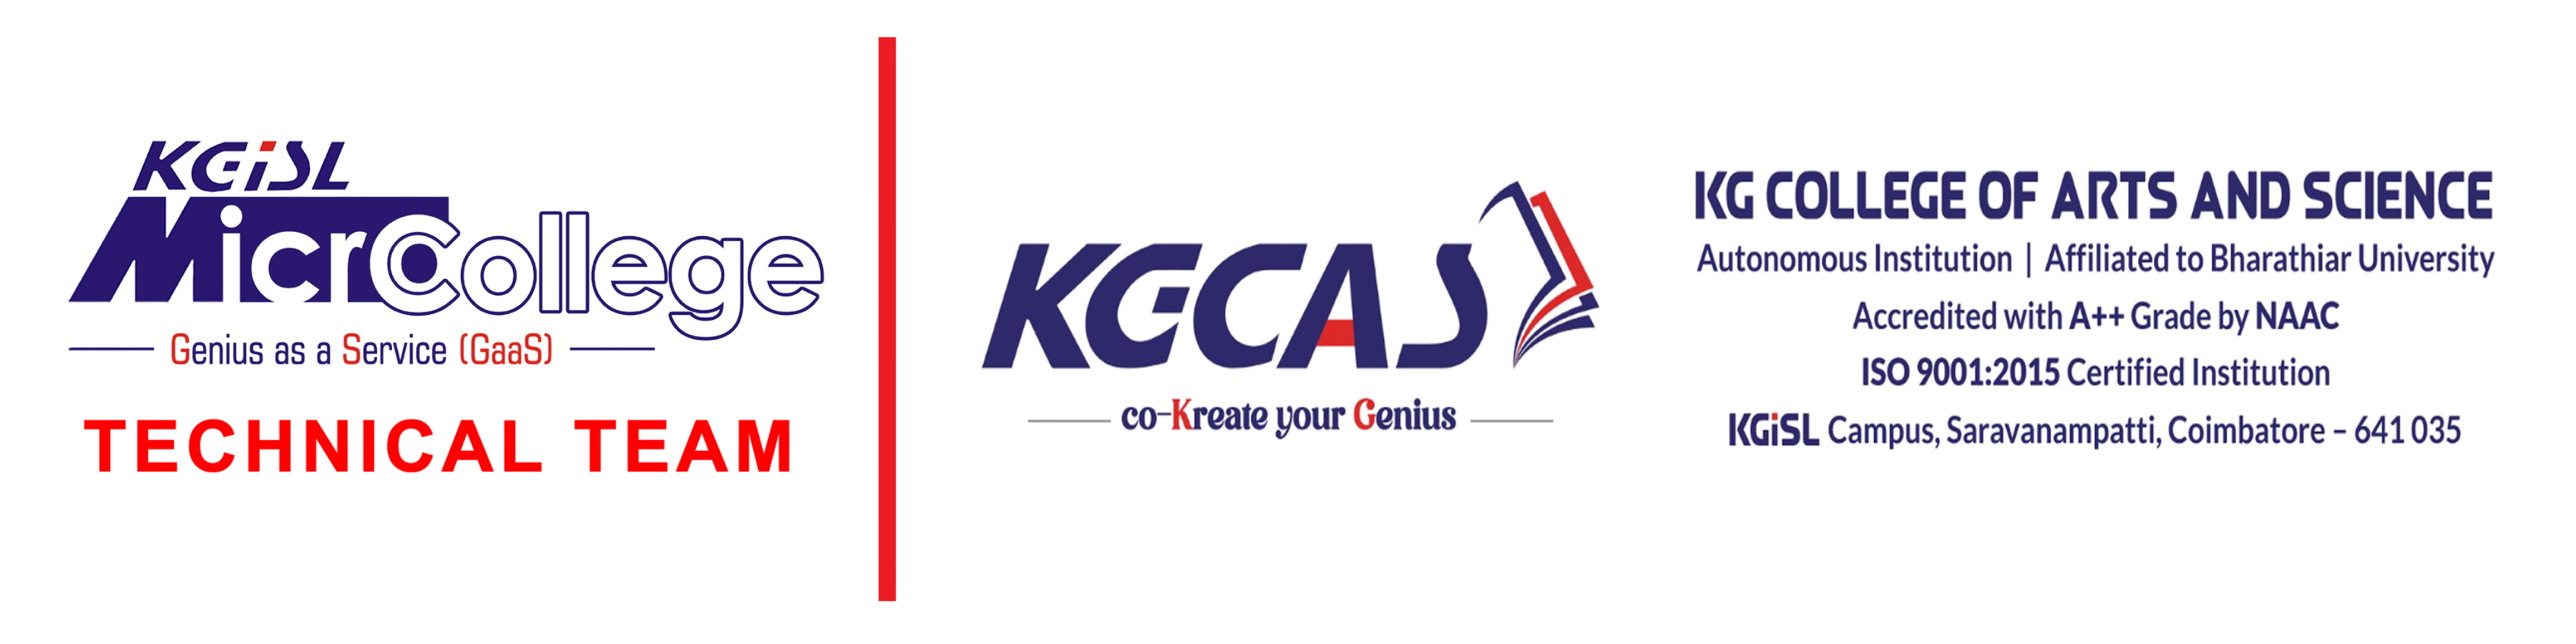 KGiSL
MicroCollege
Genius as a Service (GaaS)
TECHNICAL TEAM
KGCAS
co-Kreate your Genius
KG COLLEGE OF ARTS AND SCIENCE
Autonomous Institution | Affiliated to Bharathiar University
Accredited with A++ Grade by NAAC
ISO 9001:2015 Certified Institution
KGiSL Campus, Saravanampatti, Coimbatore – 641 035